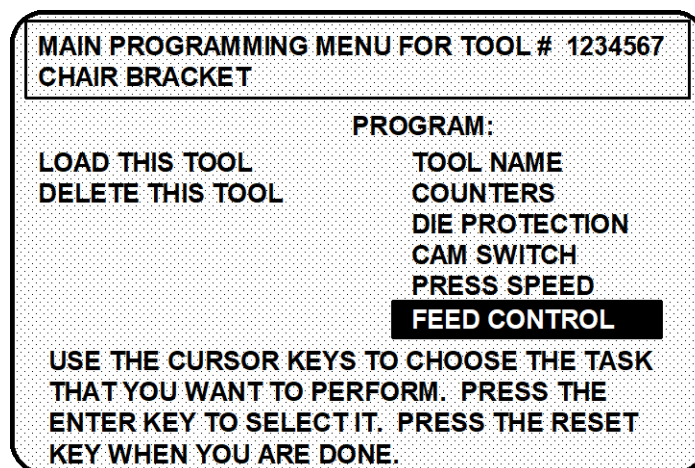 MAIN PROGRAMMING MENU FOR TOOL # 1234567
CHAIR BRACKET
PROGRAM:
LOAD THIS TOOL TOOL NAME
DELETE THIS TOOL COUNTERS
DIE PROTECTION
CAM SWITCH
PRESS SPEED
FEED CONTROL
USE THE CURSOR KEYS TO CHOOSE THE TASK
THAT YOU WANT TO PERFORM. PRESS THE
ENTER KEY TO SELECT IT. PRESS THE RESET
KEY WHEN YOU ARE DONE.